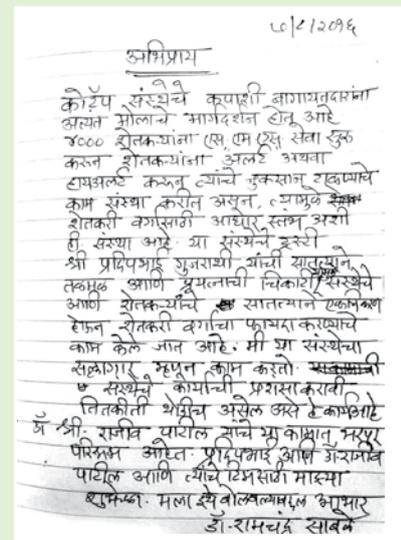 ७/८/२०१६
अभिप्राय
कोटॅप संस्थेचे कपाशी बागायतदारांना
अत्यंत मोलाचे मार्गदर्शन होतू आहे
४००० शेतकऱ्यांना एस. एम एस. सेवा सुरू
करून शेतकऱ्यांना अलर्ट अथवा
हायअलर्ट करून त्यांचे नुकसान टाळण्याचे
काम संस्था करीत असून, त्यामुळे
शेतकरी वर्गासाठी आधार स्तंभ अशी
ही संस्था आहे. या संस्थेचे ट्रस्टी
श्री प्रदिपभाई गुजराथी यांची सातत्याने
तळमळ आणि प्रयत्नाची चिकाटी संस्थेचे
आणि शेतकऱ्यांचे सातत्याने एकत्रिकरण
होऊन शेतकरी वर्गाचा फायदा करण्याचे
काम केले जात आहे. मी या संस्थेचा
सल्लागार म्हणून काम करतो.
संस्थेचे कार्याची प्रशंसा करावी
तितकीती थोडीच असेल असे हे कार्य आहे
डॉ श्री. राजीव पाटील यांचे या कामात भरपूर
परिश्रम आहेत. प्रदिपभाई आणि डॉ राजीव
पाटील आणि त्यांचे टिमसाठी माझ्या
शुभेच्छा. मला इथे बोलवल्याबद्दल आभार
डॉ. रामचंद्र साबळे